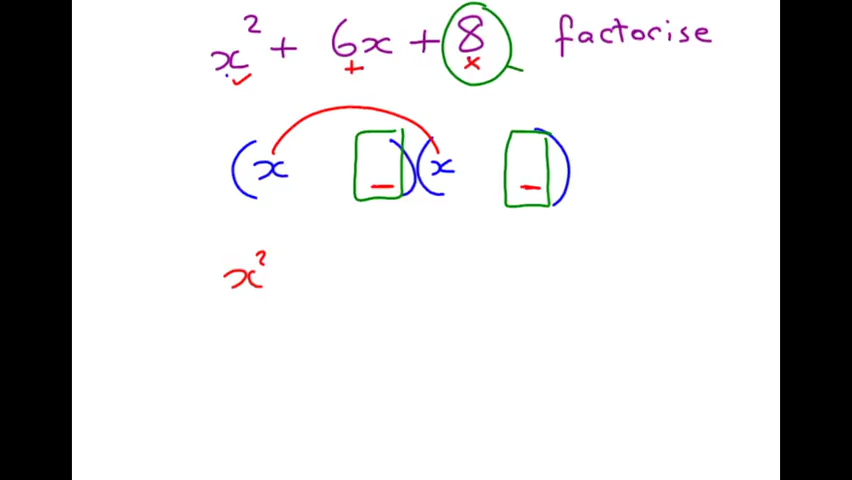 x² + 6x + 8 factorise
+ ×
(x _)(x _)
x²